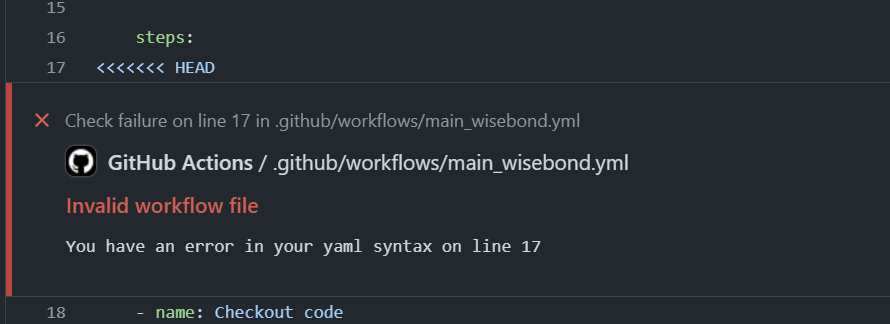 15
16 steps:
17 <<<<<<< HEAD
Check failure on line 17 in .github/workflows/main_wisebond.yml
GitHub Actions / .github/workflows/main_wisebond.yml
Invalid workflow file
You have an error in your yaml syntax on line 17
18 - name: Checkout code